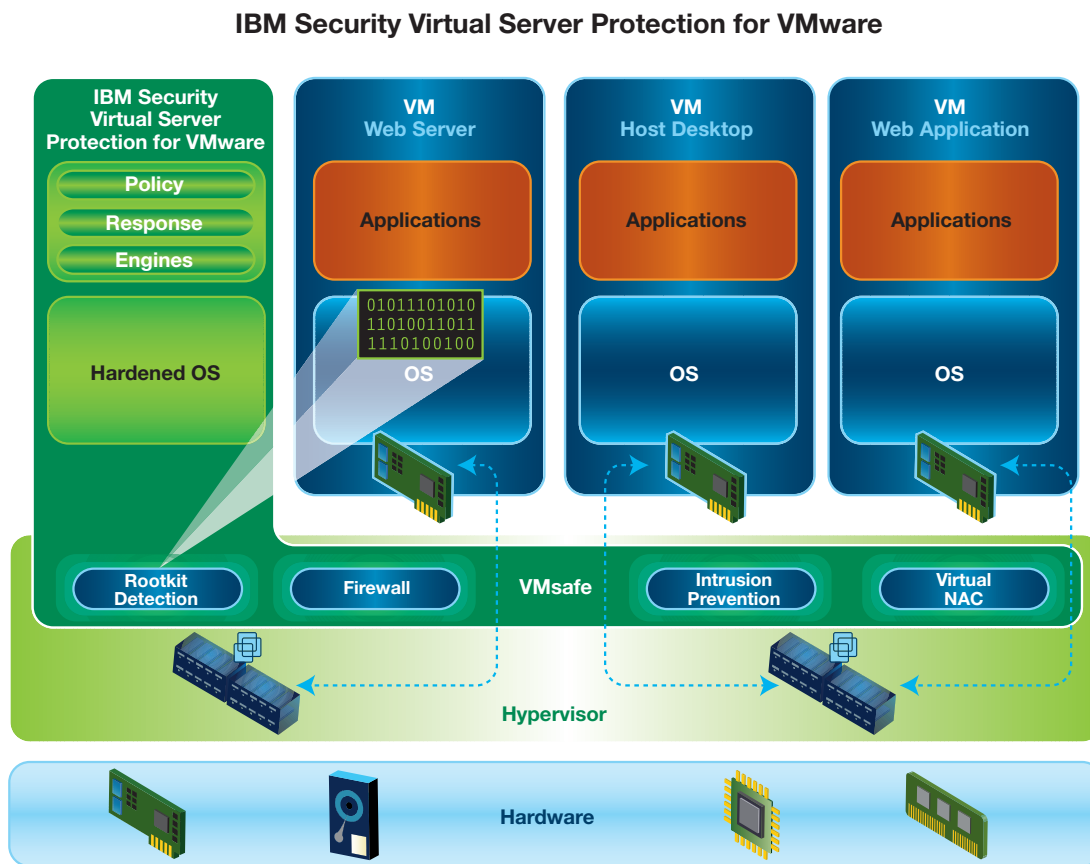 IBM Security Virtual Server Protection for VMware
IBM Security
Virtual Server
Protection for VMware
Policy
Response
Engines
Hardened OS
VM
Web Server
Applications
01011101010
11010011011
1110100100
OS
VM
Host Desktop
Applications
OS
VM
Web Application
Applications
OS
Rootkit
Detection
Firewall
VMsafe
Intrusion
Prevention
Virtual
NAC
Hypervisor
Hardware